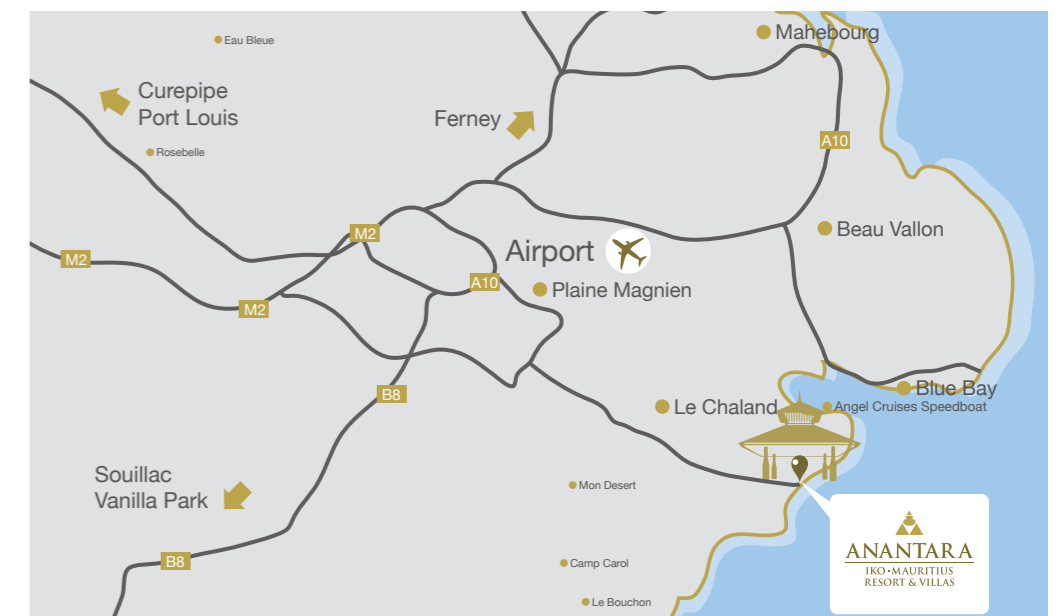 Mahebourg
Eau Bleue
Curepipe
Port Louis
Ferney
A10
Rosebelle
Beau Vallon
M2
Airport
M2
A10
Plaine Magnien
M2
Blue Bay
B8
Le Chaland
Angel Cruises Speedboat
Souillac
Vanilla Park
Mon Desert
ANANTARA
IKO•MAURITIUS
RESORT & VILLAS
B8
Camp Carol
Le Bouchon